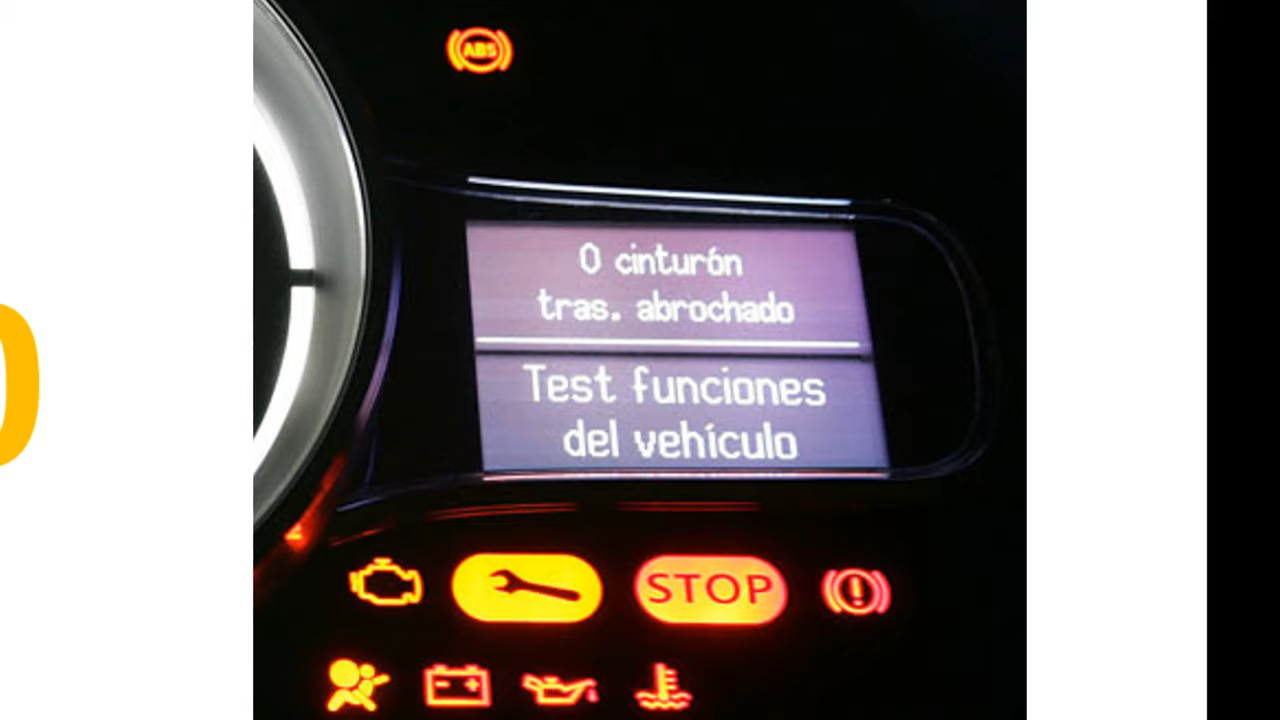 ABS
0 cinturón
tras. abrochado
Test funciones
del vehículo
STOP